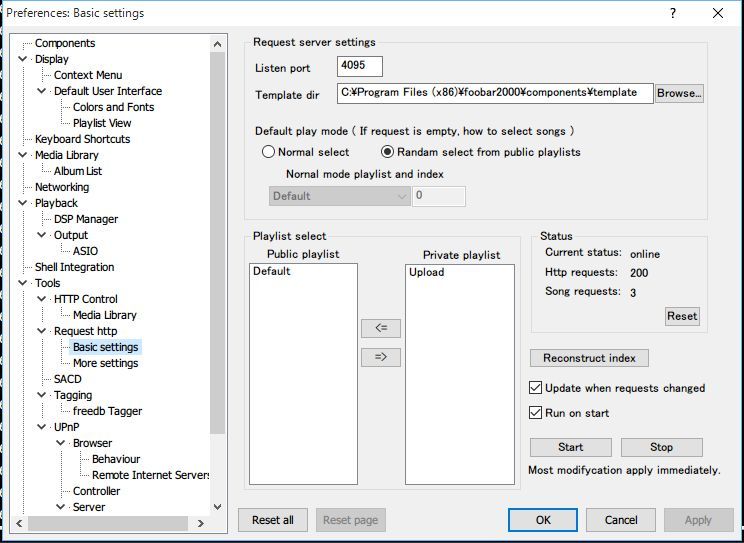 Preferences: Basic settings
Components
Display
Context Menu
Default User Interface
Colors and Fonts
Playlist View
Keyboard Shortcuts
Media Library
Album List
Networking
Playback
DSP Manager
Output
ASIO
Shell Integration
Tools
HTTP Control
Media Library
Request http
Basic settings
More settings
SACD
Tagging
freedb Tagger
UPnP
Browser
Behaviour
Remote Internet Servers
Controller
Server
Request server settings
Listen port 4095
Template dir C:¥Program Files (x86)¥foobar2000¥components¥template Browse...
Default play mode ( If request is empty, how to select songs )
Normal select Randam select from public playlists
Normal mode playlist and index
Default 0
Playlist select
Public playlist Private playlist
Default Upload
<=
=>
Status
Current status: online
Http requests: 200
Song requests: 3
Reset
Reconstruct index
Update when requests changed
Run on start
Start Stop
Most modifycation apply immediately.
Reset all Reset page OK Cancel Apply